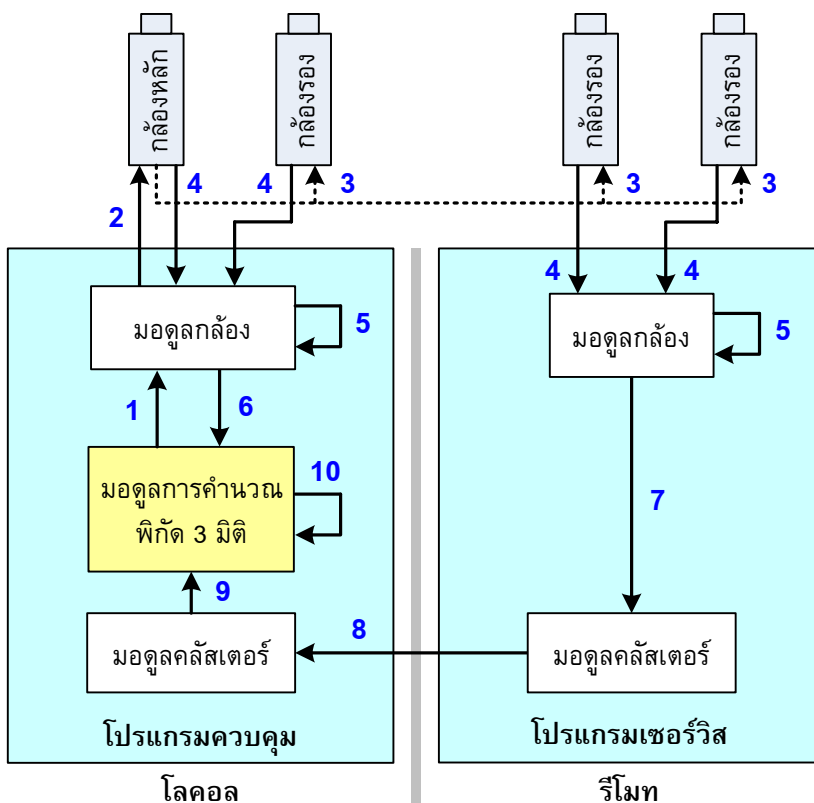 กล้องหลัก
กล้องรอง
กล้องรอง
กล้องรอง
4
4
3
3
3
2
4
4
มอดูลกล้อง
5
มอดูลกล้อง
5
1
6
10
มอดูลการคำนวณ
พิกัด 3 มิติ
7
9
8
มอดูลคลัสเตอร์
มอดูลคลัสเตอร์
โปรแกรมควบคุม
โปรแกรมเซอร์วิส
โลคอล
รีโมท